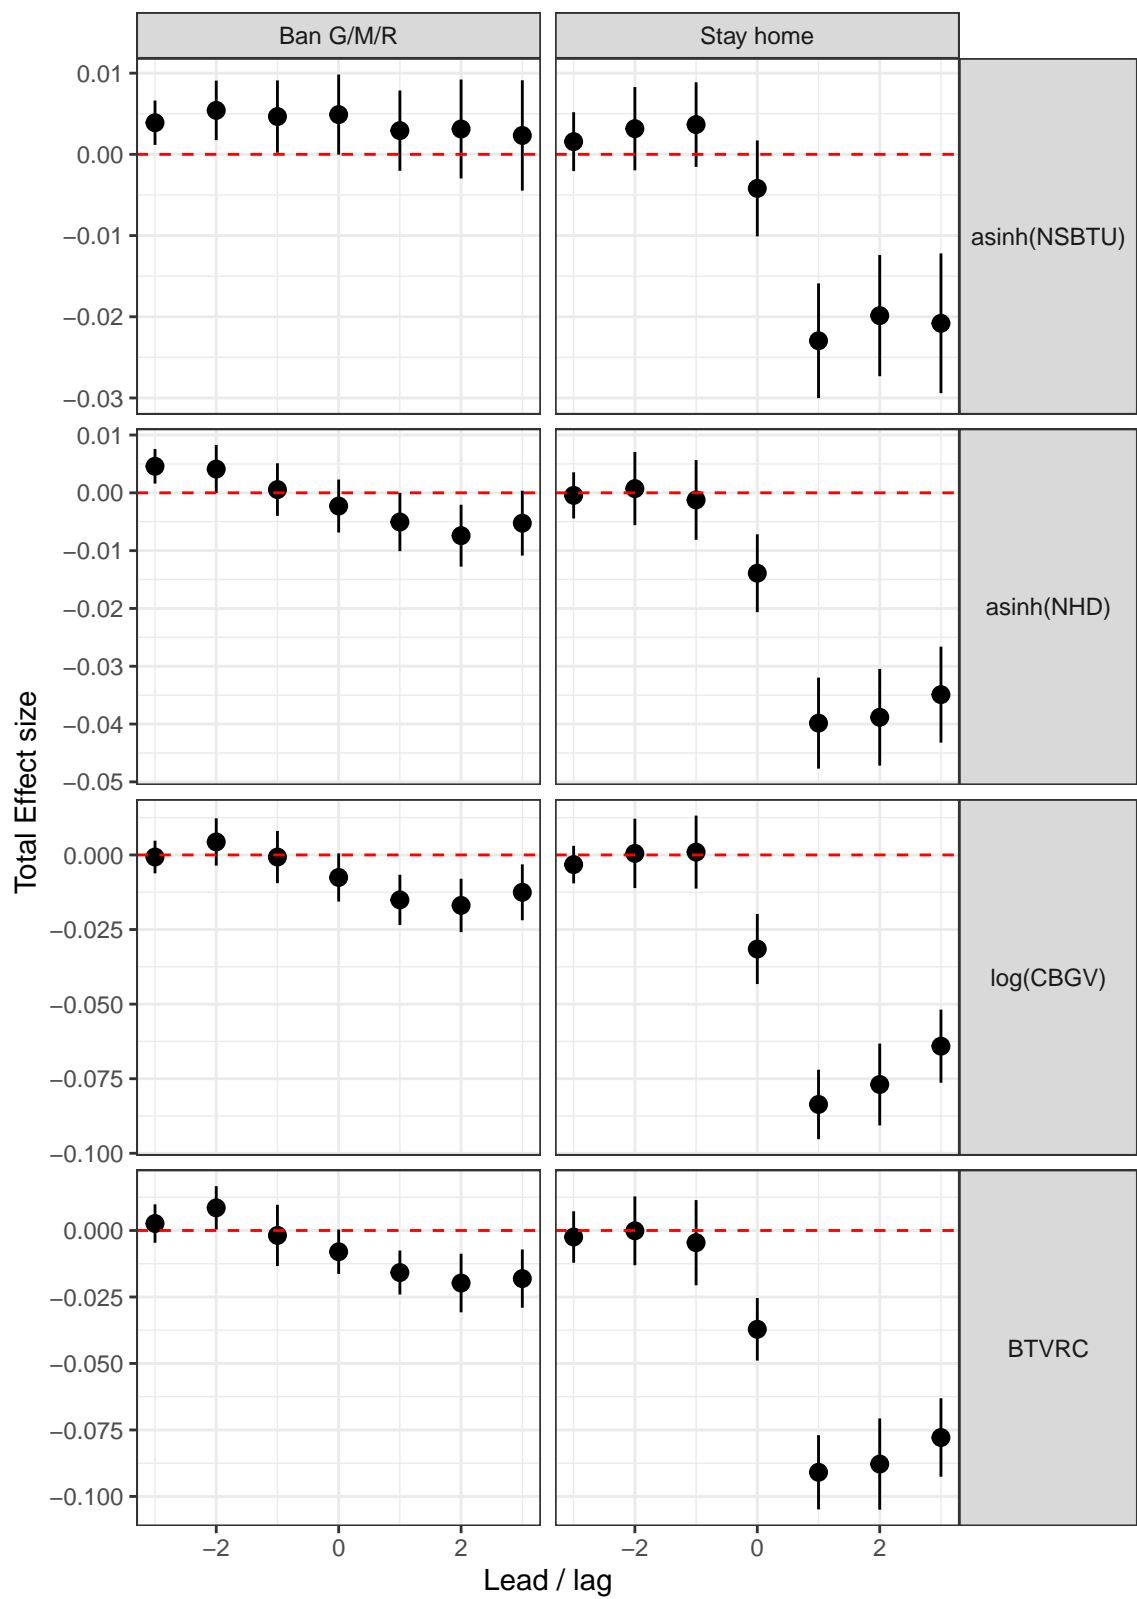 Ban G/M/R
Stay home
0.01
0.00
−0.01
−0.02
−0.03
asinh(NSBTU)
0.01
0.00
−0.01
−0.02
−0.03
−0.04
−0.05
asinh(NHD)
0.000
−0.025
−0.050
−0.075
−0.100
log(CBGV)
0.000
−0.025
−0.050
−0.075
−0.100
BTVRC
−2 0 2
−2 0 2
Lead / lag
Total Effect size